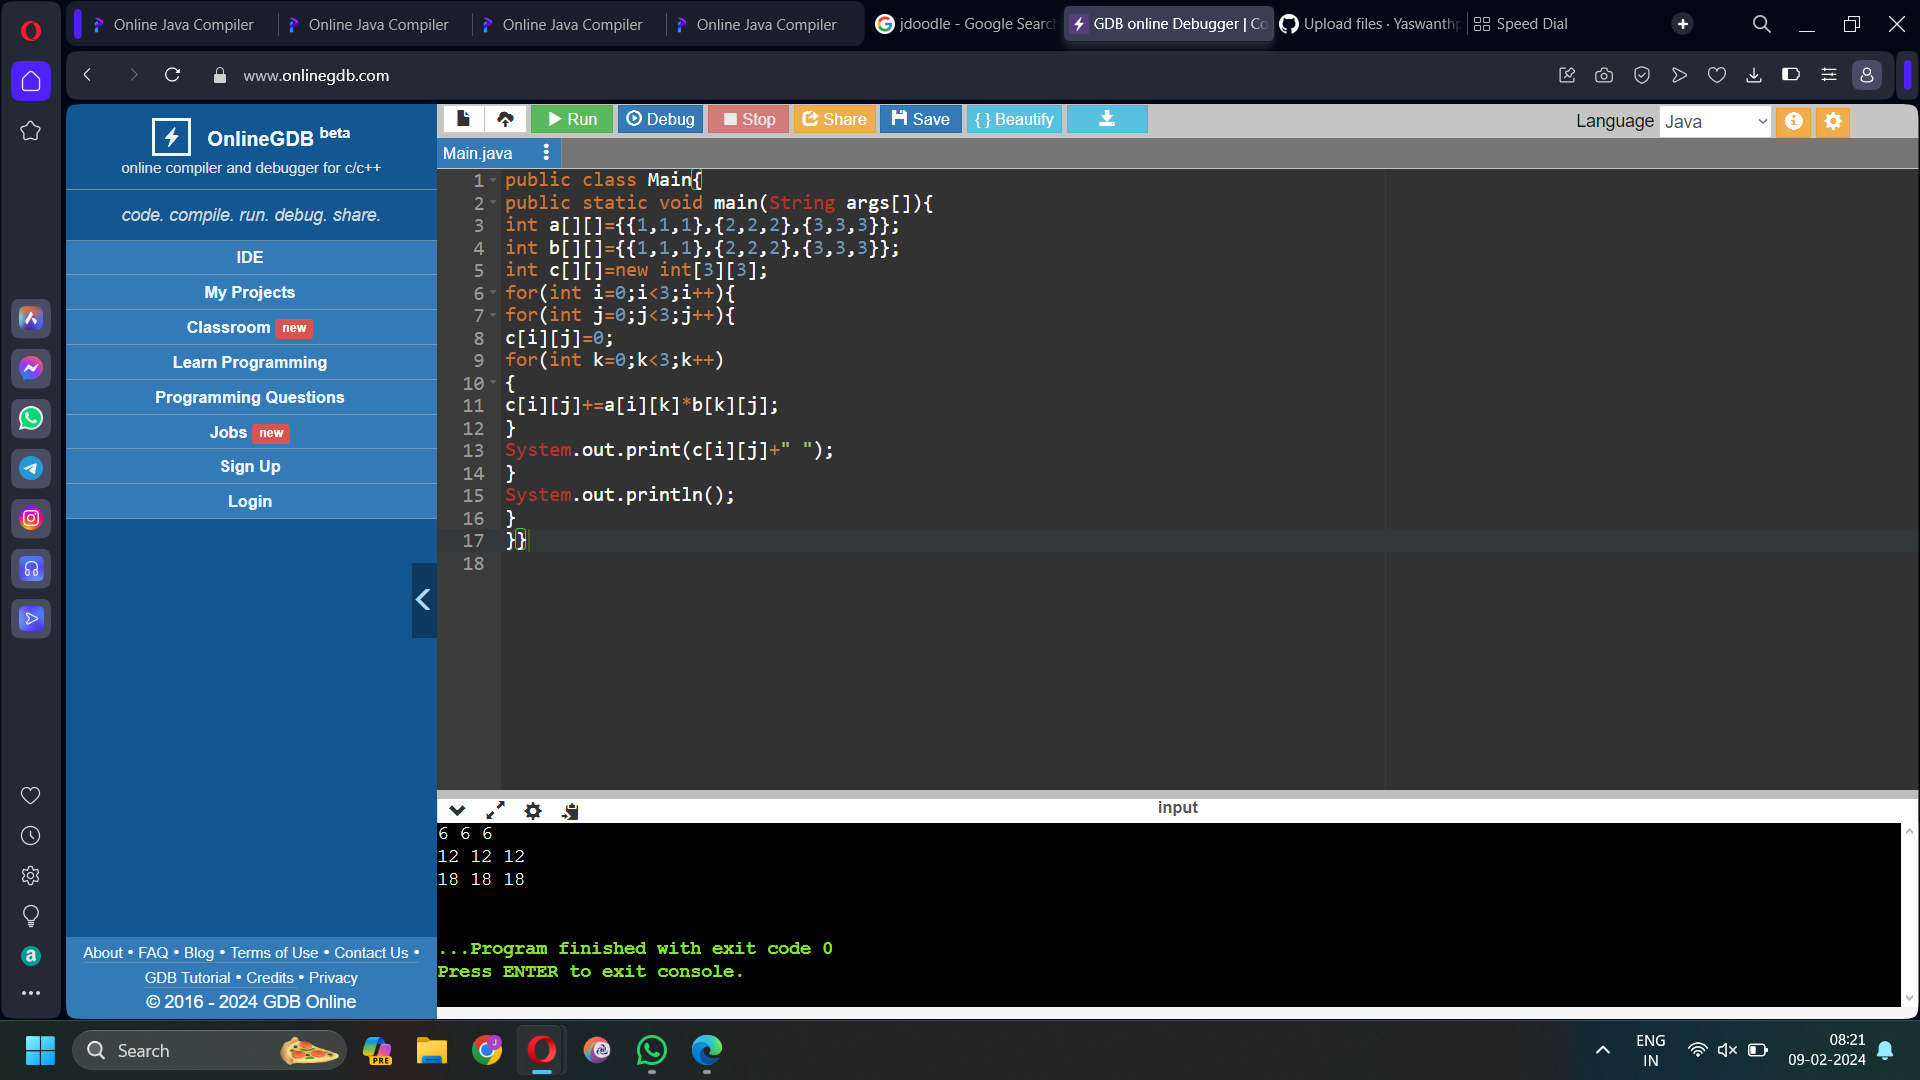 Online Java Compiler
Online Java Compiler
Online Java Compiler
Online Java Compiler
jdoodle - Google Search
GDB online Debugger | Co
Upload files · Yaswanthp
Speed Dial
www.onlinegdb.com
OnlineGDB beta
online compiler and debugger for c/c++
code. compile. run. debug. share.
IDE
My Projects
Classroom new
Learn Programming
Programming Questions
Jobs new
Sign Up
Login
About • FAQ • Blog • Terms of Use • Contact Us •
GDB Tutorial • Credits • Privacy
© 2016 - 2024 GDB Online
Run
Debug
Stop
Share
Save
{ } Beautify
Language Java
Main.java
1 public class Main{
2 public static void main(String args[]){
3 int a[][]={{1,1,1},{2,2,2},{3,3,3}};
4 int b[][]={{1,1,1},{2,2,2},{3,3,3}};
5 int c[][]=new int[3][3];
6 for(int i=0;i<3;i++){
7 for(int j=0;j<3;j++){
8 c[i][j]=0;
9 for(int k=0;k<3;k++)
10 {
11 c[i][j]+=a[i][k]*b[k][j];
12 }
13 System.out.print(c[i][j]+" ");
14 }
15 System.out.println();
16 }
17 }}
18
input
6 6 6
12 12 12
18 18 18
...Program finished with exit code 0
Press ENTER to exit console.
Search
PRE
ENG
IN
08:21
09-02-2024